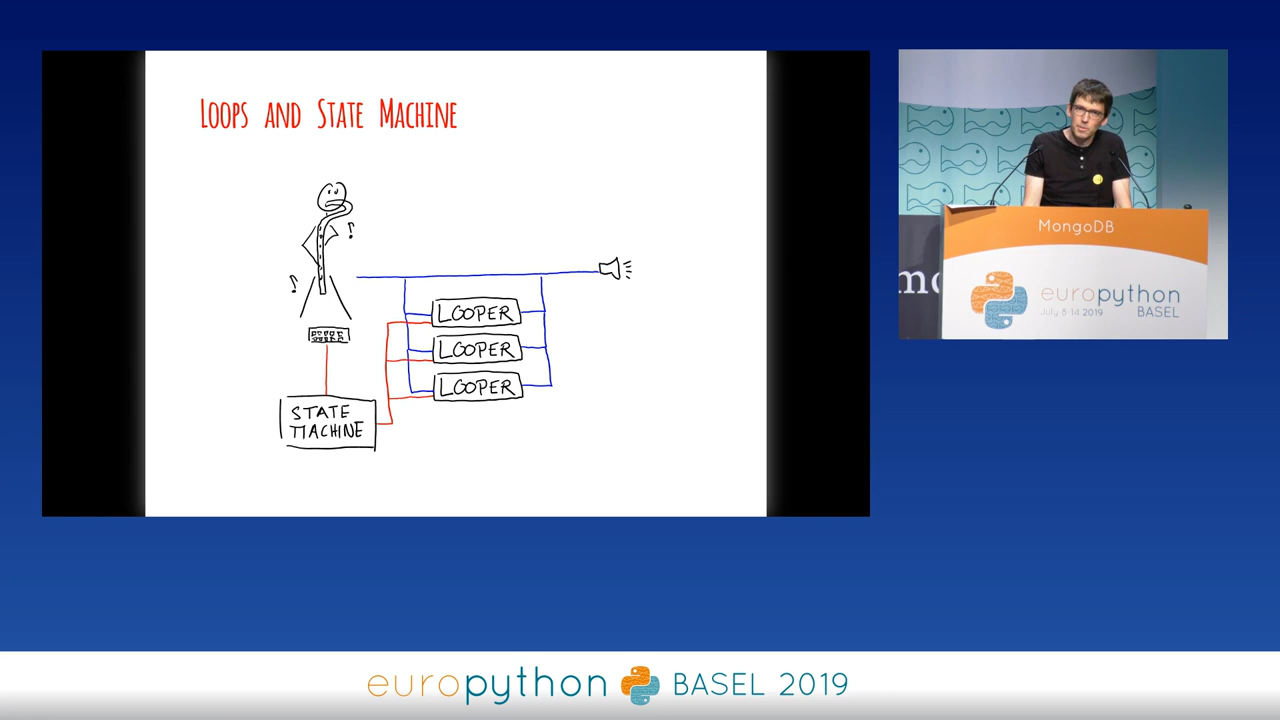 LOOPS AND STATE MACHINE
LOOPER
LOOPER
LOOPER
STATE
MACHINE
MongoDB
mo
europython
July 8-14 2019
BASEL
europython BASEL 2019